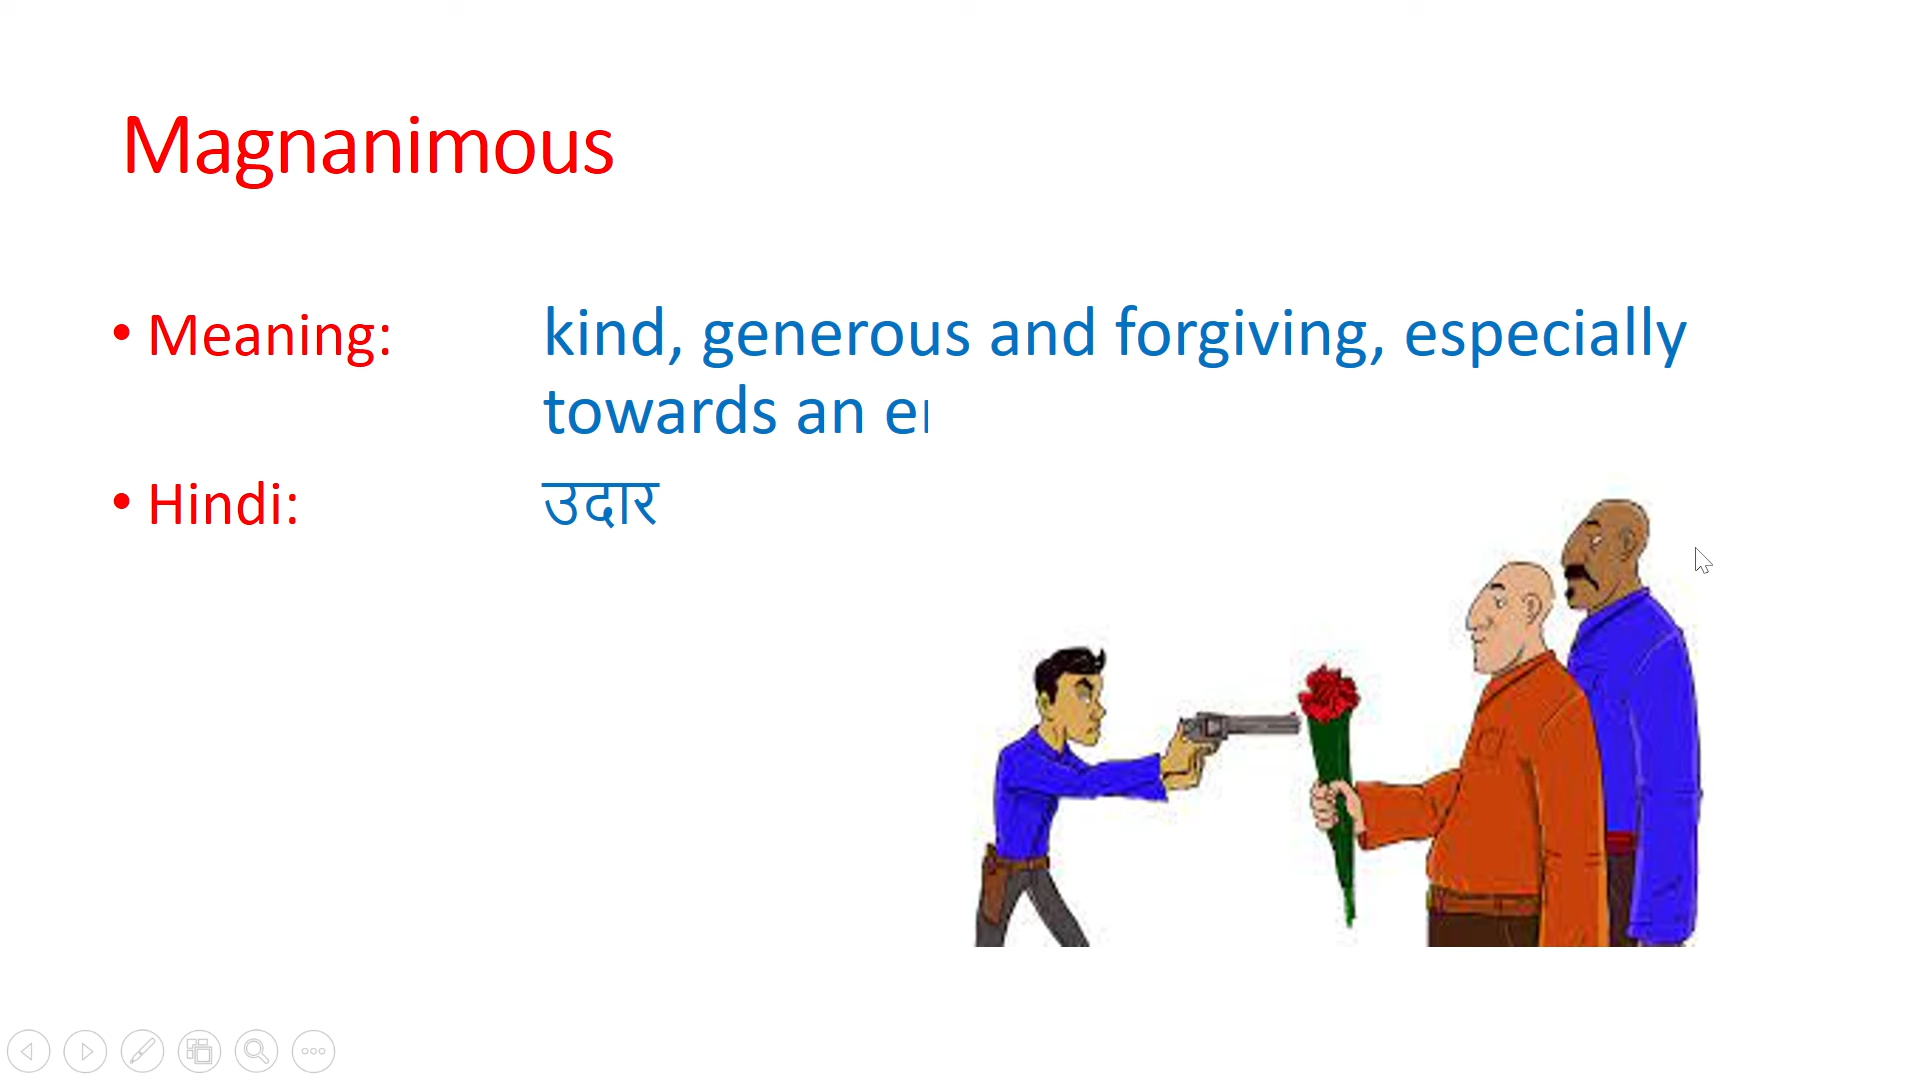 Magnanimous
• Meaning: kind, generous and forgiving, especially
towards an
• Hindi: उदार